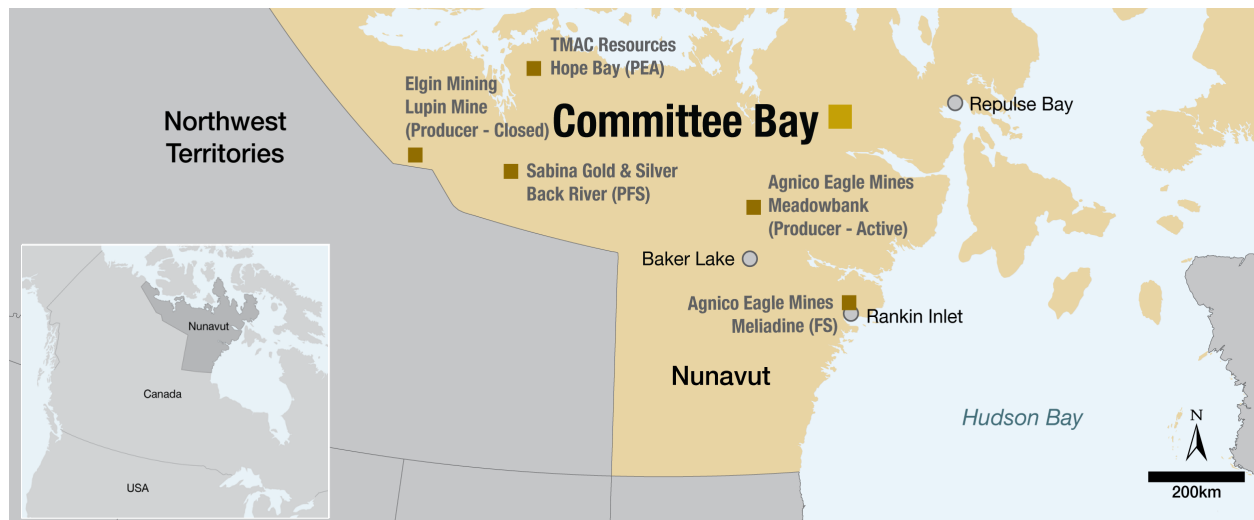 TMAC Resources
Hope Bay (PEA)
Elgin Mining
Lupin Mine
(Producer - Closed)
Committee Bay
Repulse Bay
Northwest
Territories
Sabina Gold & Silver
Back River (PFS)
Agnico Eagle Mines
Meadowbank
(Producer - Active)
Baker Lake
Agnico Eagle Mines
Meliadine (FS)
Rankin Inlet
Nunavut
Hudson Bay
N
200km
Nunavut
Canada
USA